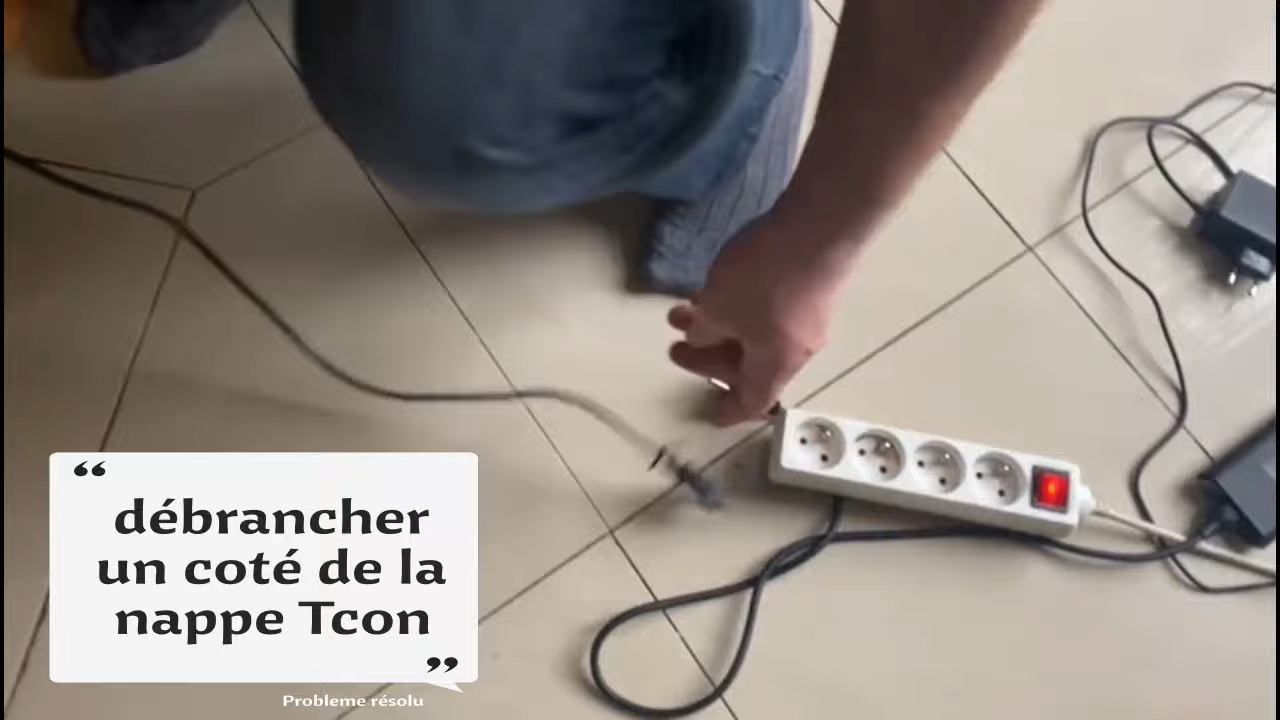 “
débrancher
un coté de la
nappe Tcon
”
Probleme résolu